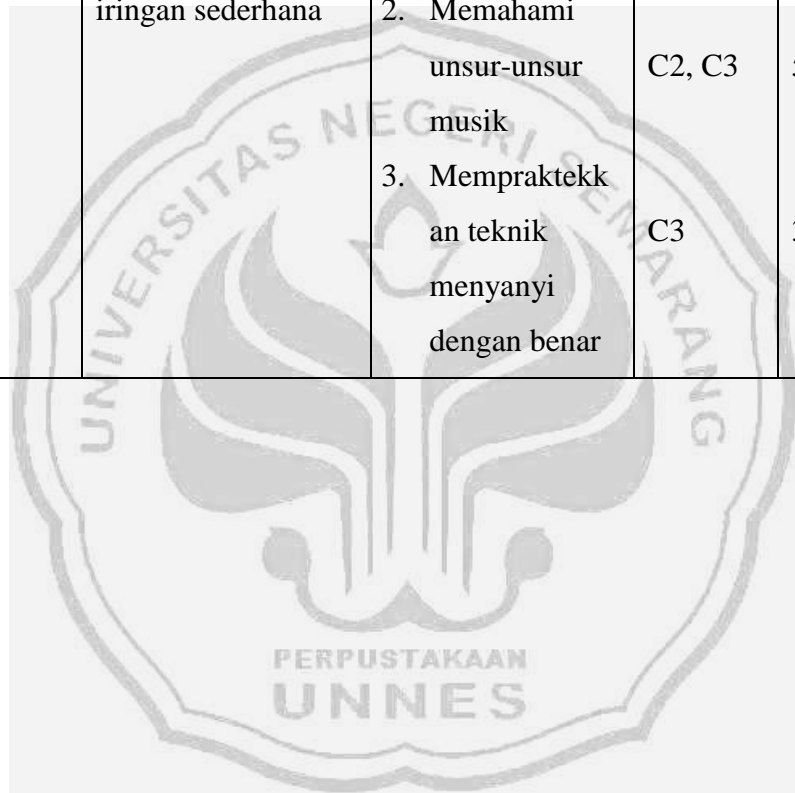 iringan sederhana
2. Memahami
unsur-unsur
musik
C2, C3
3. Mempraktekk
an teknik
menyanyi
dengan benar
C3
UNIVERSITAS NEGERI SEMARANG
PERPUSTAKAAN
UNNES